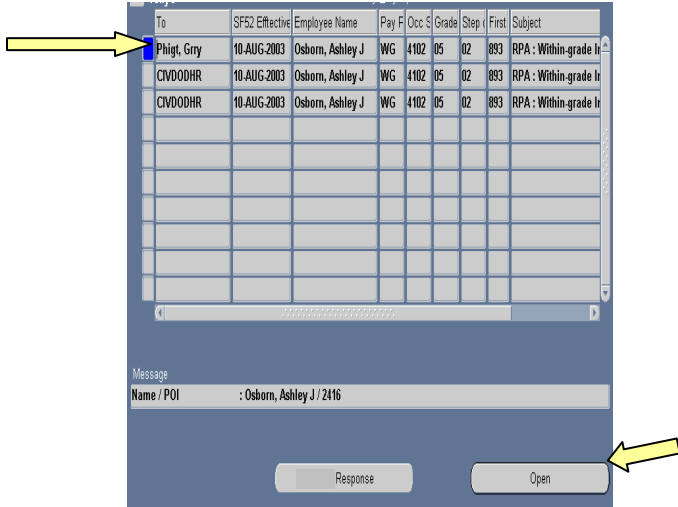 To SF52 Effective Employee Name Pay F Occ S Grade Step First Subject
Phigt, Grry 10-AUG-2003 Osborn, Ashley J WG 4102 05 02 893 RPA : Within-grade Ir
CIVDODHR 10-AUG-2003 Osborn, Ashley J WG 4102 05 02 893 RPA : Within-grade Ir
CIVDODHR 10-AUG-2003 Osborn, Ashley J WG 4102 05 02 893 RPA : Within-grade Ir
Message
Name / POI : Osborn, Ashley J / 2416
Response Open